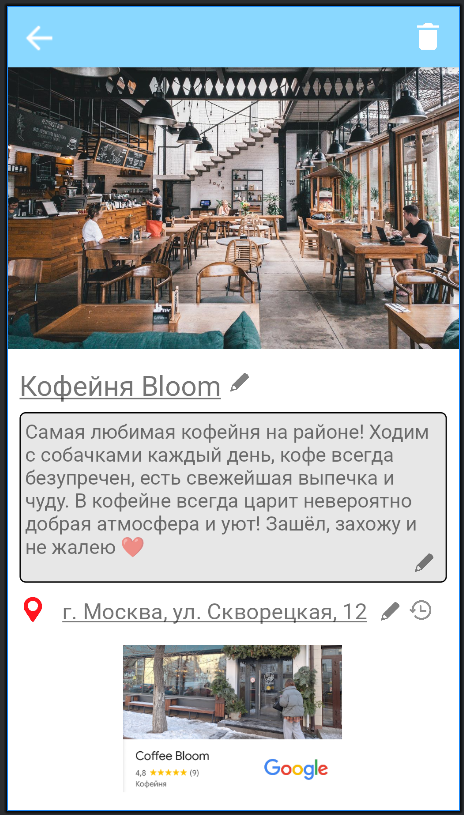 Кофейня Bloom
Самая любимая кофейня на районе! Ходим
с собачками каждый день, кофе всегда
безупречен, есть свежейшая выпечка и
чуду. В кофейне всегда царит невероятно
добрая атмосфера и уют! Зашёл, захожу и
не жалею ❤️
г. Москва, ул. Скворецкая, 12
Coffee Bloom
4,8 ★★★★★ (9)
Кофейня
Google